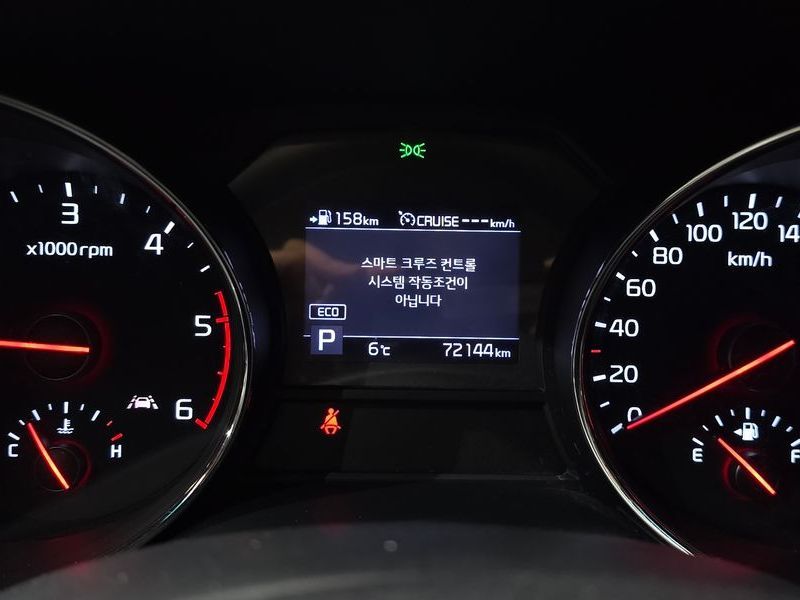 158km CRUISE ---km/h
스마트 크루즈 컨트롤
시스템 작동조건이
아닙니다
ECO
P 6℃ 72144km
3
4
5
6
x1000rpm
C H
0
20
40
60
80
100
120
km/h
E